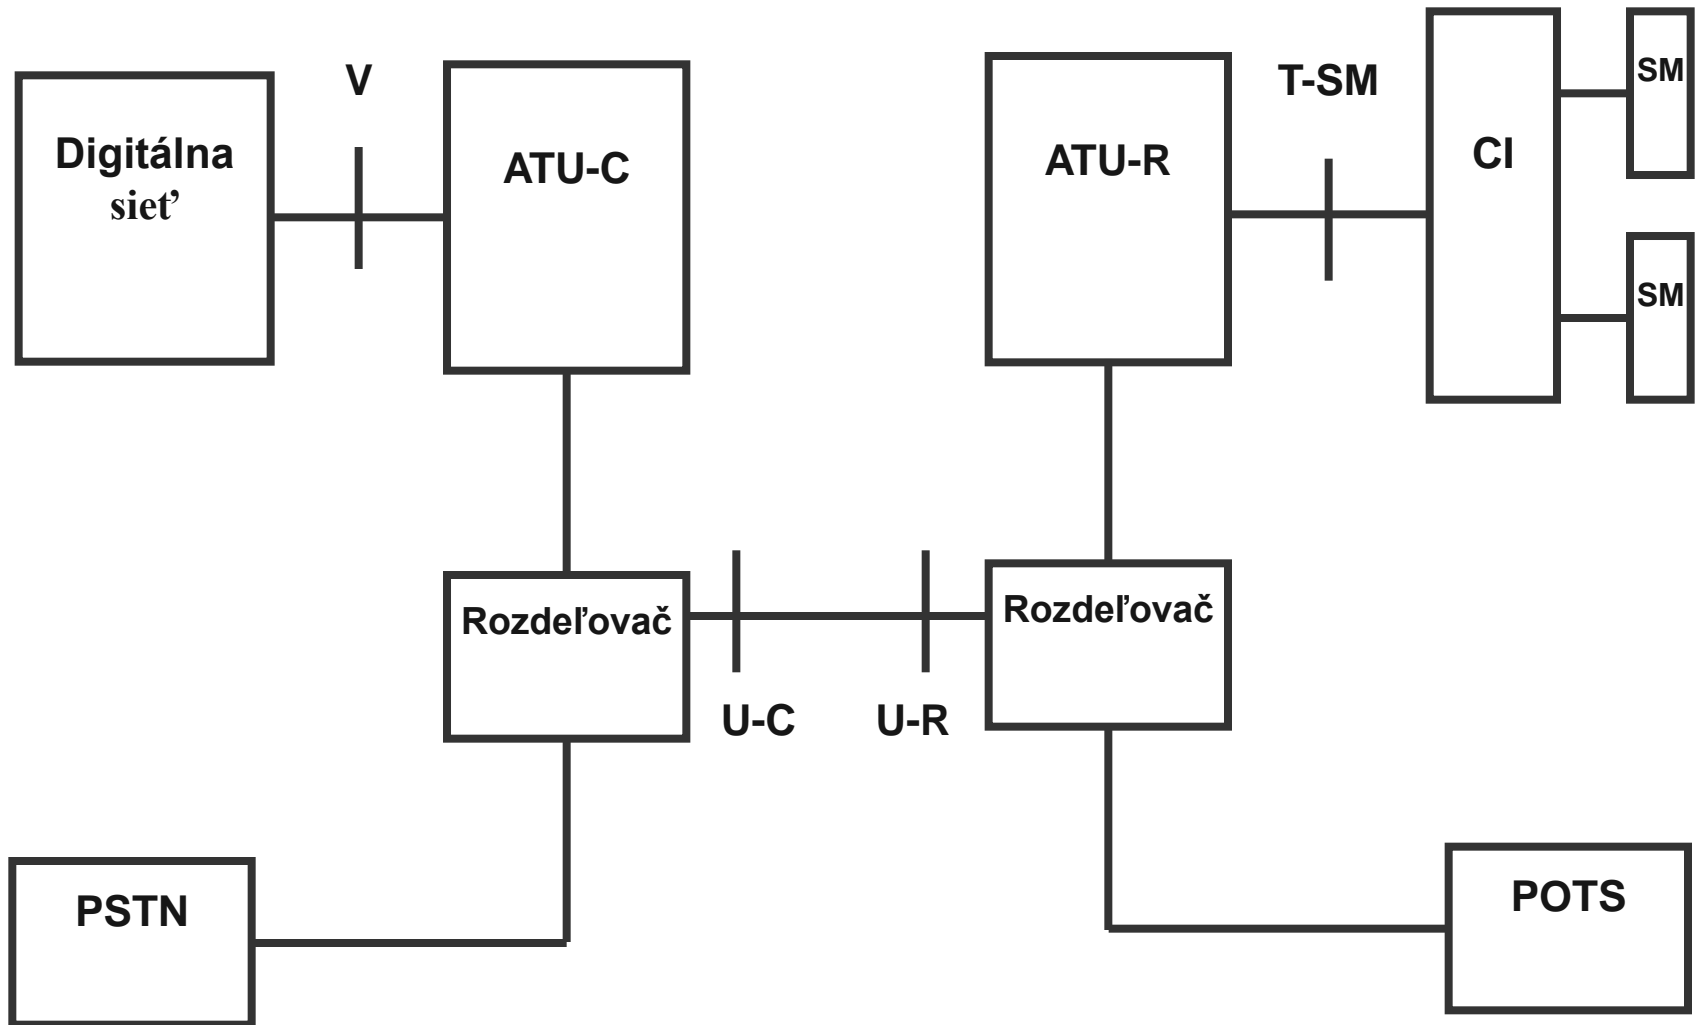 V
T-SM
SM
Digitálna
sieť
ATU-C
ATU-R
CI
SM
Rozdeľovač
Rozdeľovač
U-C
U-R
PSTN
POTS